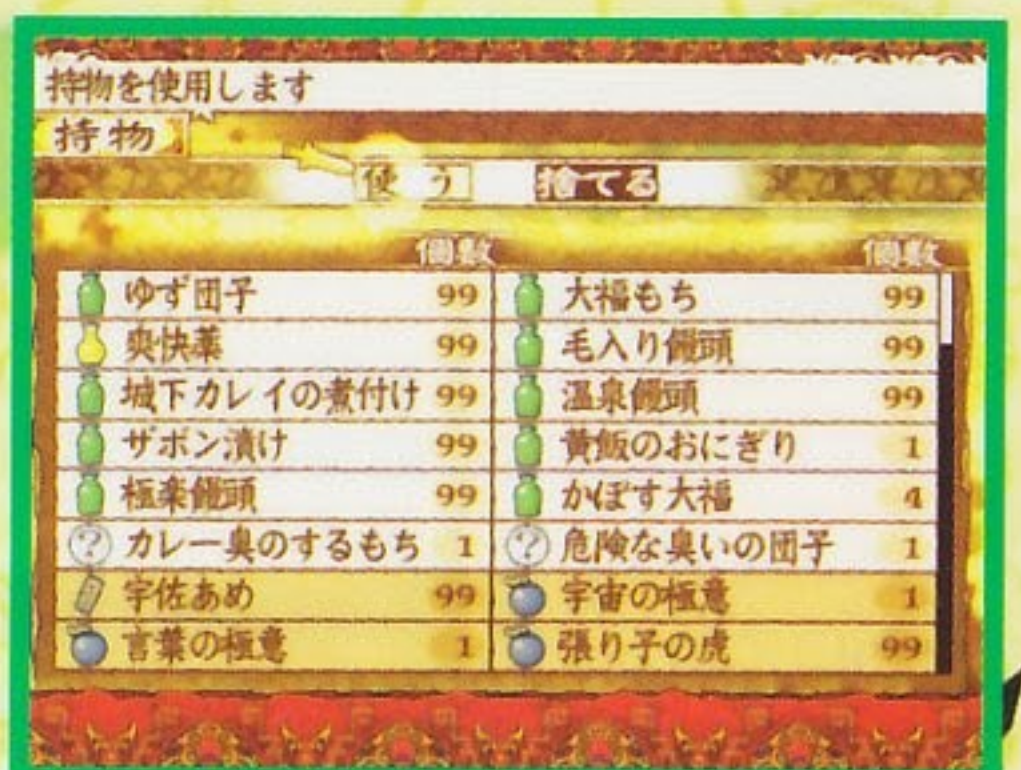 持物を使用します
持物
使う 捨てる
個数 個数
ゆず団子 99 大福もち 99
爽快薬 99 毛入り饅頭 99
城下カレイの煮付け 99 温泉饅頭 99
ザボン漬け 99 黄飯のおにぎり 1
極楽饅頭 99 かぼす大福 4
? カレー臭のするもち 1 ? 危険な臭いの団子 1
宇佐あめ 99 宇宙の極意 1
言葉の極意 1 張り子の虎 99